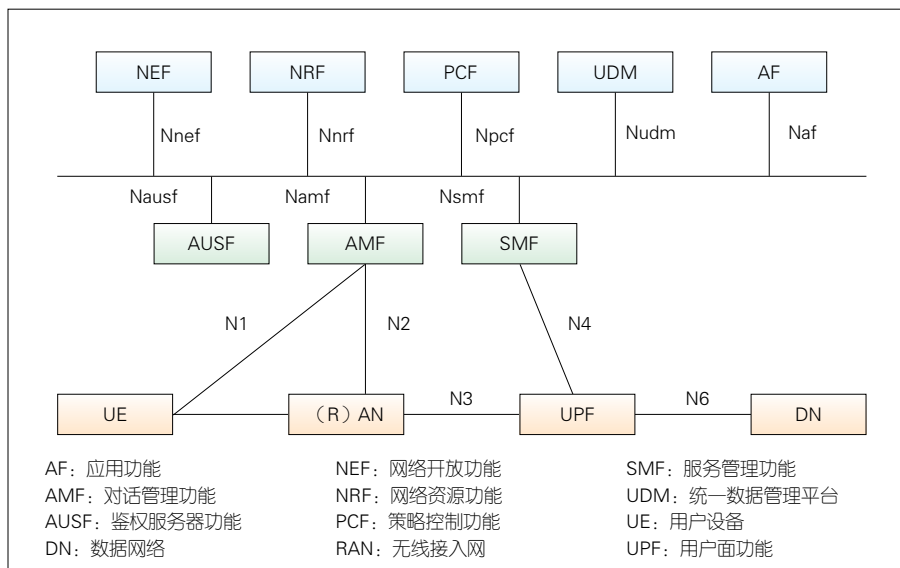 NEF NRF PCF UDM AF
Nnef Nnrf Npcf Nudm Naf
Nausf Namf Nsmf
AUSF AMF SMF
N1 N2 N4
N3 N6
UE （R）AN UPF DN
AF：应用功能 NEF：网络开放功能 SMF：服务管理功能
AMF：对话管理功能 NRF：网络资源功能 UDM：统一数据管理平台
AUSF：鉴权服务器功能 PCF：策略控制功能 UE：用户设备
DN：数据网络 RAN：无线接入网 UPF：用户面功能